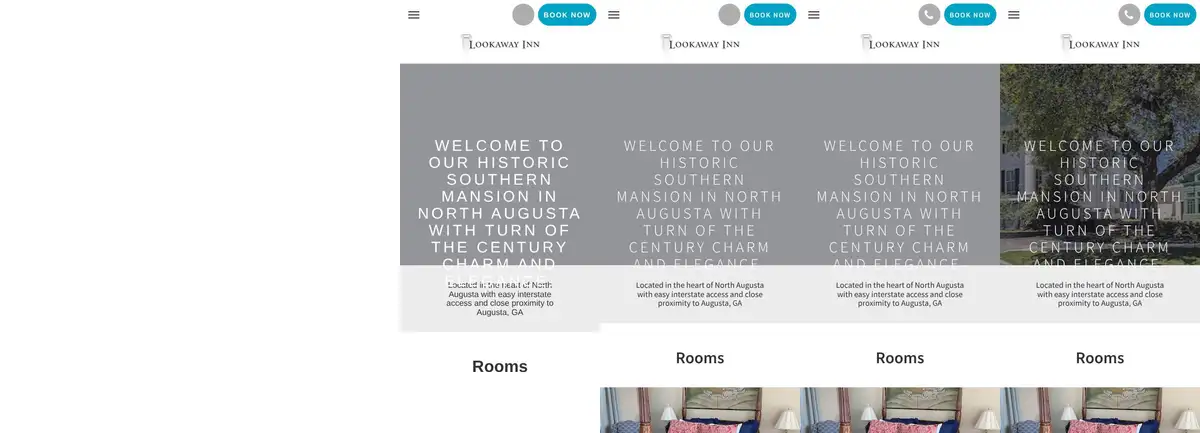 BOOK NOW
LOOKAWAY INN
WELCOME TO
OUR HISTORIC
SOUTHERN
MANSION IN
NORTH AUGUSTA
WITH TURN OF
THE CENTURY
CHARM AND
ELEGANCE
Located in the heart of North
Augusta with easy interstate
access and close proximity to
Augusta, GA
Rooms
BOOK NOW
LOOKAWAY INN
WELCOME TO OUR
HISTORIC
SOUTHERN
MANSION IN NORTH
AUGUSTA WITH
TURN OF THE
CENTURY CHARM
AND ELEGANCE
Located in the heart of North Augusta
with easy interstate access and close
proximity to Augusta, GA
Rooms
BOOK NOW
LOOKAWAY INN
WELCOME TO OUR
HISTORIC
SOUTHERN
MANSION IN NORTH
AUGUSTA WITH
TURN OF THE
CENTURY CHARM
AND ELEGANCE
Located in the heart of North Augusta
with easy interstate access and close
proximity to Augusta, GA
Rooms
BOOK NOW
LOOKAWAY INN
WELCOME TO OUR
HISTORIC
SOUTHERN
MANSION IN NORTH
AUGUSTA WITH
TURN OF THE
CENTURY CHARM
AND ELEGANCE
Located in the heart of North Augusta
with easy interstate access and close
proximity to Augusta, GA
Rooms